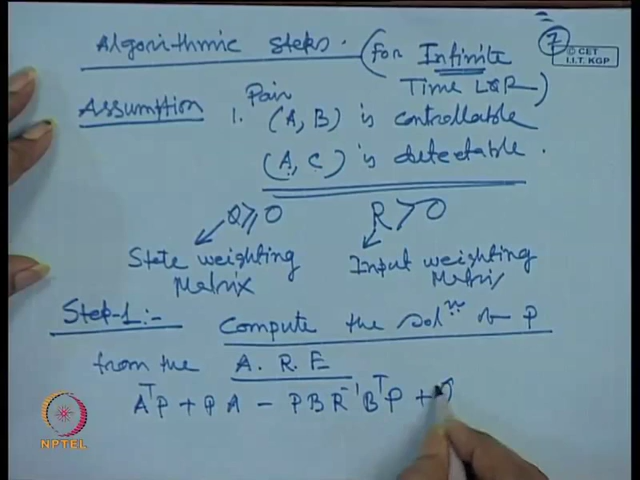 7
© CET
I.I.T. KGP
Algorithmic steps. (for Infinite
Time LQR)
Assumption 1. Pair (A, B) is controllable
(A, C) is detectable.
Q ≥ 0 R > 0
State weighting Matrix
Input weighting Matrix
Step-1:- Compute the solⁿ of P
from the A.R.E
AᵀP + PA - PBR⁻¹BᵀP +
NPTEL